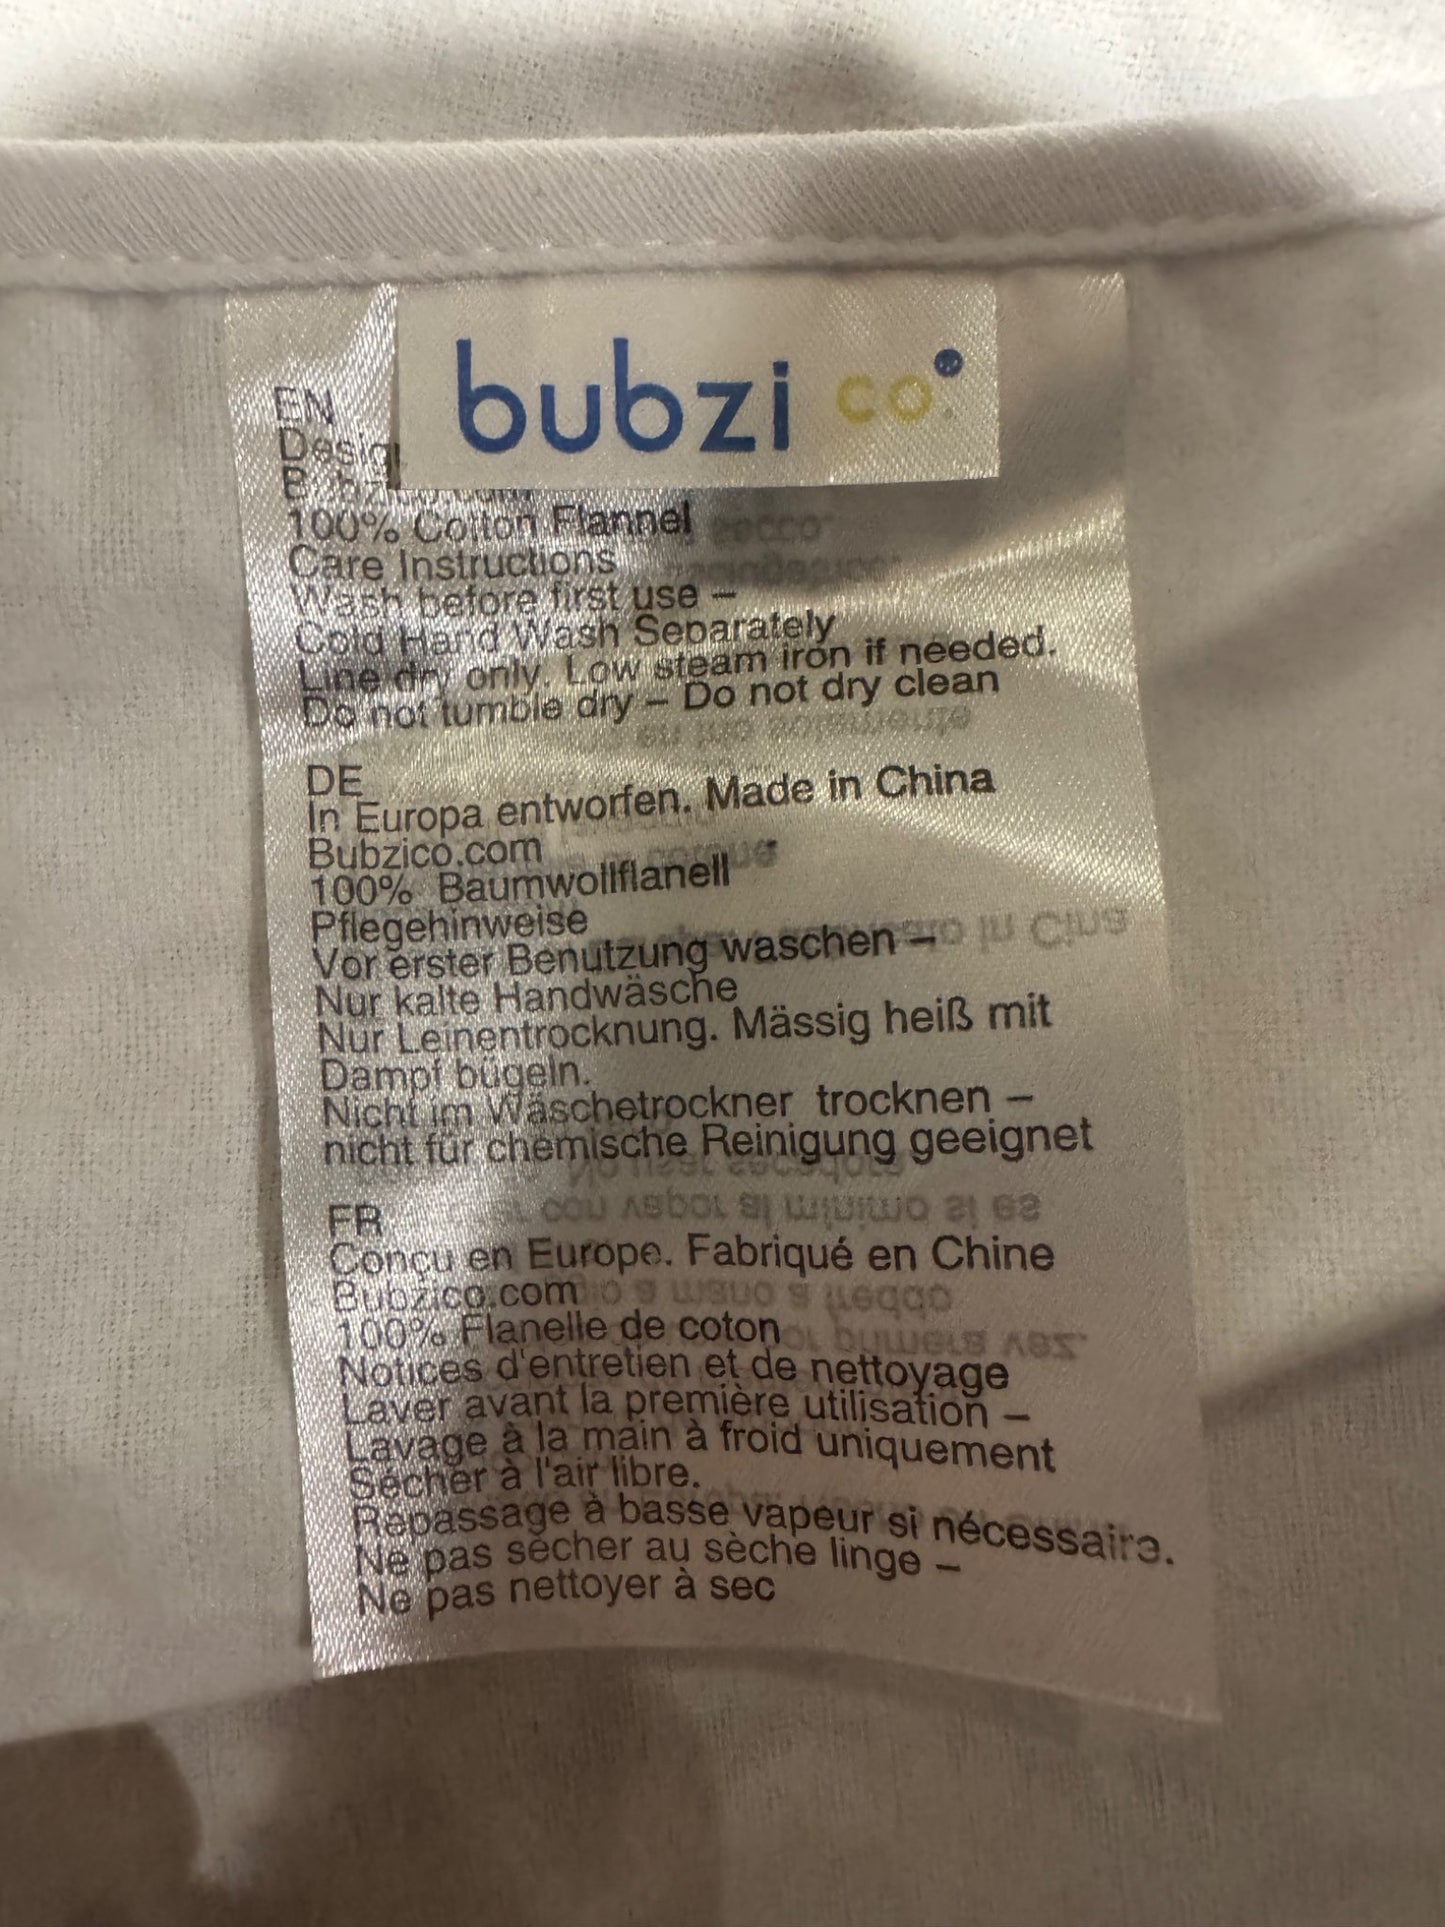 bubzi co.®
EN
100% Cotton Flannel
Care Instructions
Wash before first use –
Cold Hand Wash Separately
Line dry only. Low steam iron if needed.
Do not tumble dry – Do not dry clean
DE
In Europa entworfen. Made in China
Bubzico.com
100% Baumwollflanell
Pflegehinweise
Vor erster Benutzung waschen –
Nur kalte Handwäsche
Nur Leinentrocknung. Mässig heiß mit
Dampf bügeln.
Nicht im Wäschetrockner trocknen –
nicht für chemische Reinigung geeignet
FR
Conçu en Europe. Fabriqué en Chine
Bubzico.com
100% Flanelle de coton
Notices d'entretien et de nettoyage
Laver avant la première utilisation –
Lavage à la main à froid uniquement
Sécher à l'air libre.
Repassage à basse vapeur si nécessaire.
Ne pas sécher au sèche linge –
Ne pas nettoyer à sec